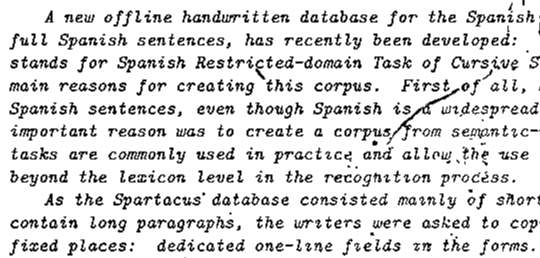 A new offline handwritten database for the Spanish
full Spanish sentences, has recently been developed:
stands for Spanish Restricted-domain Task of Cursive S
main reasons for creating this corpus. First of all,
Spanish sentences, even though Spanish is a widespread
important reason was to create a corpus from semantic-
tasks are commonly used in practice and allow the use
beyond the lexicon level in the recognition process.
As the Spartacus database consisted mainly of short
contain long paragraphs, the writers were asked to cop
fixed places: dedicated one-line fields in the forms.